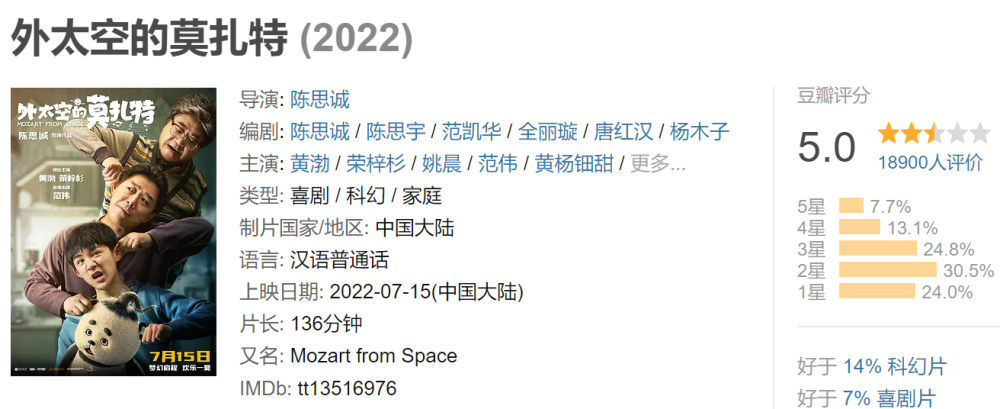 外太空的莫扎特 (2022)
外太空的莫扎特
MOZART FROM SPACE
陈思诚
黄渤 荣梓杉
范伟
7月15日
梦幻启程 欢乐一夏
导演: 陈思诚
编剧: 陈思诚 / 陈思宇 / 范凯华 / 全丽璇 / 唐红汉 / 杨木子
主演: 黄渤 / 荣梓杉 / 姚晨 / 范伟 / 黄杨钿甜 / 更多...
类型: 喜剧 / 科幻 / 家庭
制片国家/地区: 中国大陆
语言: 汉语普通话
上映日期: 2022-07-15(中国大陆)
片长: 136分钟
又名: Mozart from Space
IMDb: tt13516976
豆瓣评分
5.0
18900人评价
5星 7.7%
4星 13.1%
3星 24.8%
2星 30.5%
1星 24.0%
好于 14% 科幻片
好于 7% 喜剧片